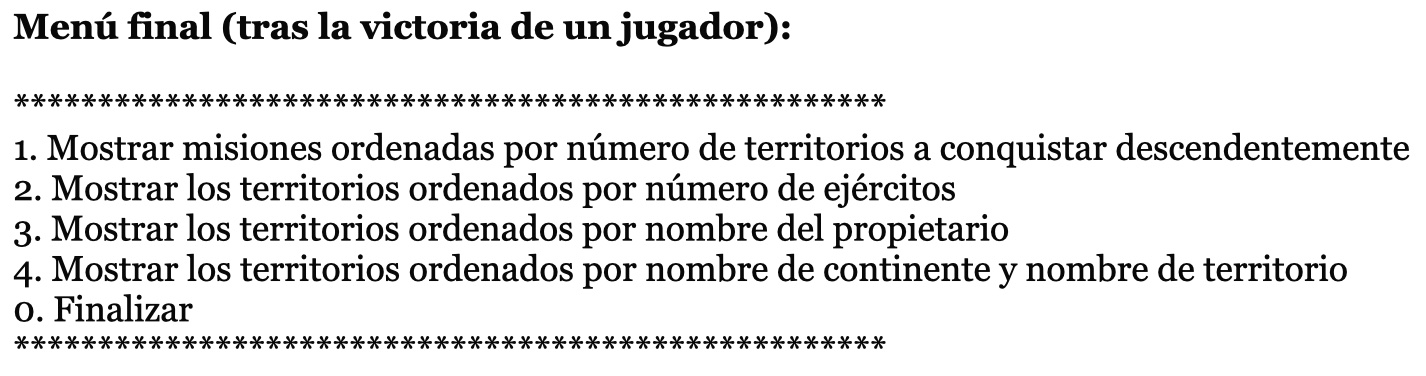 Menú final (tras la victoria de un jugador):
****************************************************
1. Mostrar misiones ordenadas por número de territorios a conquistar descendentemente
2. Mostrar los territorios ordenados por número de ejércitos
3. Mostrar los territorios ordenados por nombre del propietario
4. Mostrar los territorios ordenados por nombre de continente y nombre de territorio
0. Finalizar
****************************************************